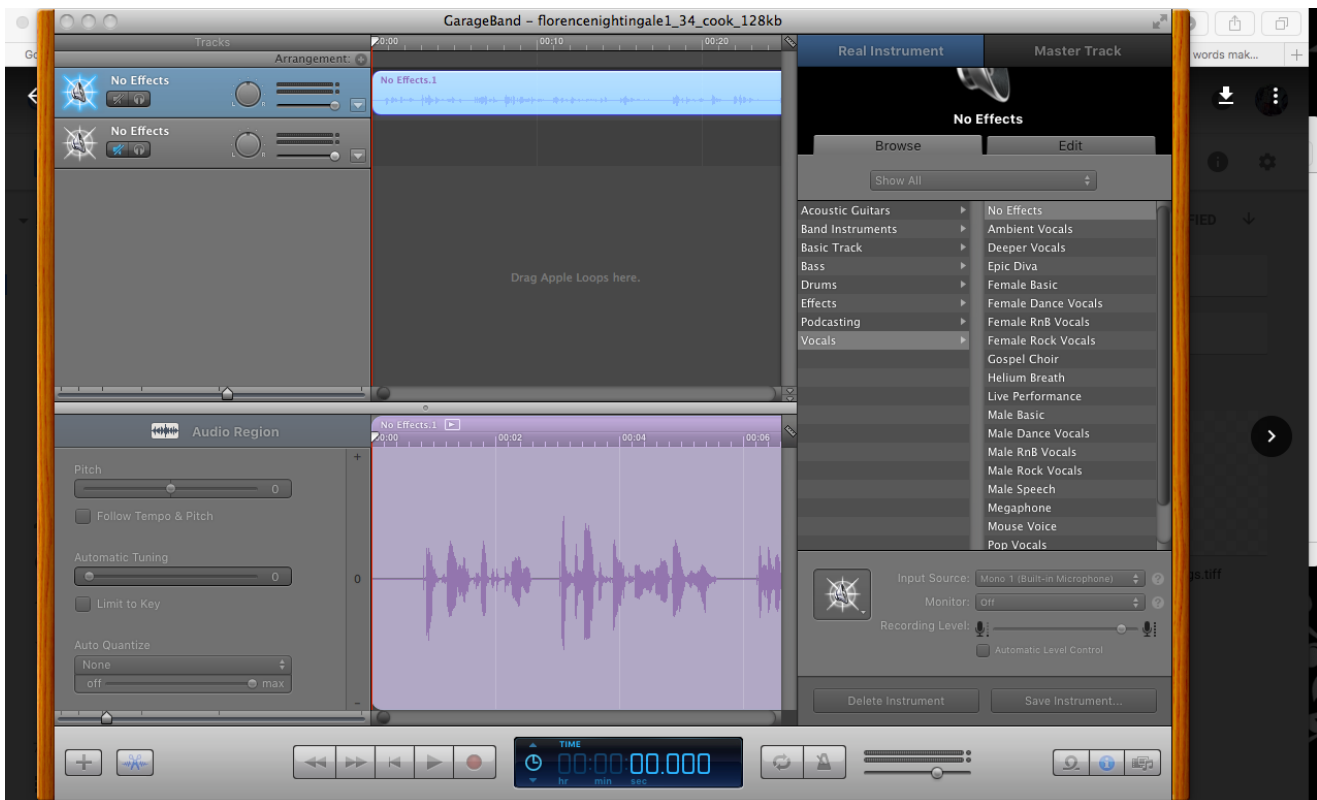 GarageBand – florencenightingale1_34_cook_128kb
words mak...
Tracks
Arrangement:
No Effects
L R
No Effects
L R
0:00 00:10 00:20
No Effects.1
Drag Apple Loops here.
Real Instrument Master Track
No Effects
Browse Edit
Show All
Acoustic Guitars
Band Instruments
Basic Track
Bass
Drums
Effects
Podcasting
Vocals
No Effects
Ambient Vocals
Deeper Vocals
Epic Diva
Female Basic
Female Dance Vocals
Female RnB Vocals
Female Rock Vocals
Gospel Choir
Helium Breath
Live Performance
Male Basic
Male Dance Vocals
Male RnB Vocals
Male Rock Vocals
Male Speech
Megaphone
Mouse Voice
Pop Vocals
Input Source: Mono 1 (Built-in Microphone)
Monitor: Off
Recording Level:
Automatic Level Control
Delete Instrument Save Instrument...
Audio Region
Pitch
0
Follow Tempo & Pitch
Automatic Tuning
0
Limit to Key
Auto Quantize
None
off max
+
0
-
No Effects.1
0:00 00:02 00:04 00:06
TIME
00:00:00.000
hr min sec
FIED
gs.tiff